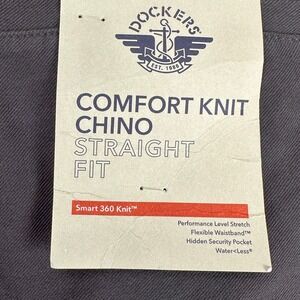 DOCKERS
EST. 1986
COMFORT KNIT
CHINO
STRAIGHT
FIT
Smart 360 Knit™
Performance Level Stretch
Flexible Waistband™
Hidden Security Pocket
Water<Less®